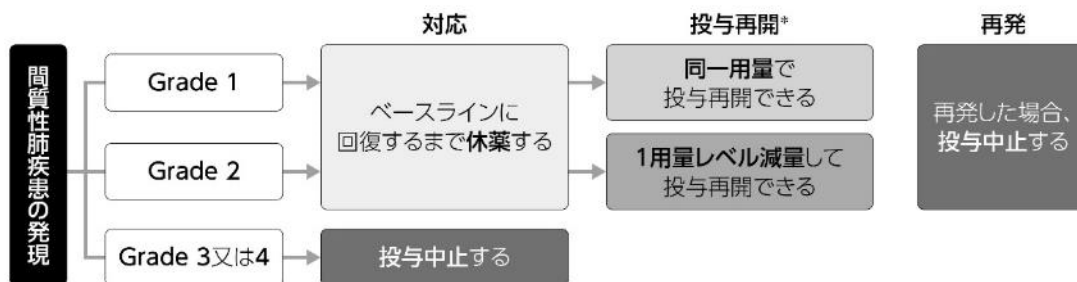 対応
投与再開*
再発
間質性肺疾患の発現
Grade 1
Grade 2
Grade 3又は4
ベースラインに
回復するまで休薬する
投与中止する
同一用量で
投与再開できる
1用量レベル減量して
投与再開できる
再発した場合、
投与中止する